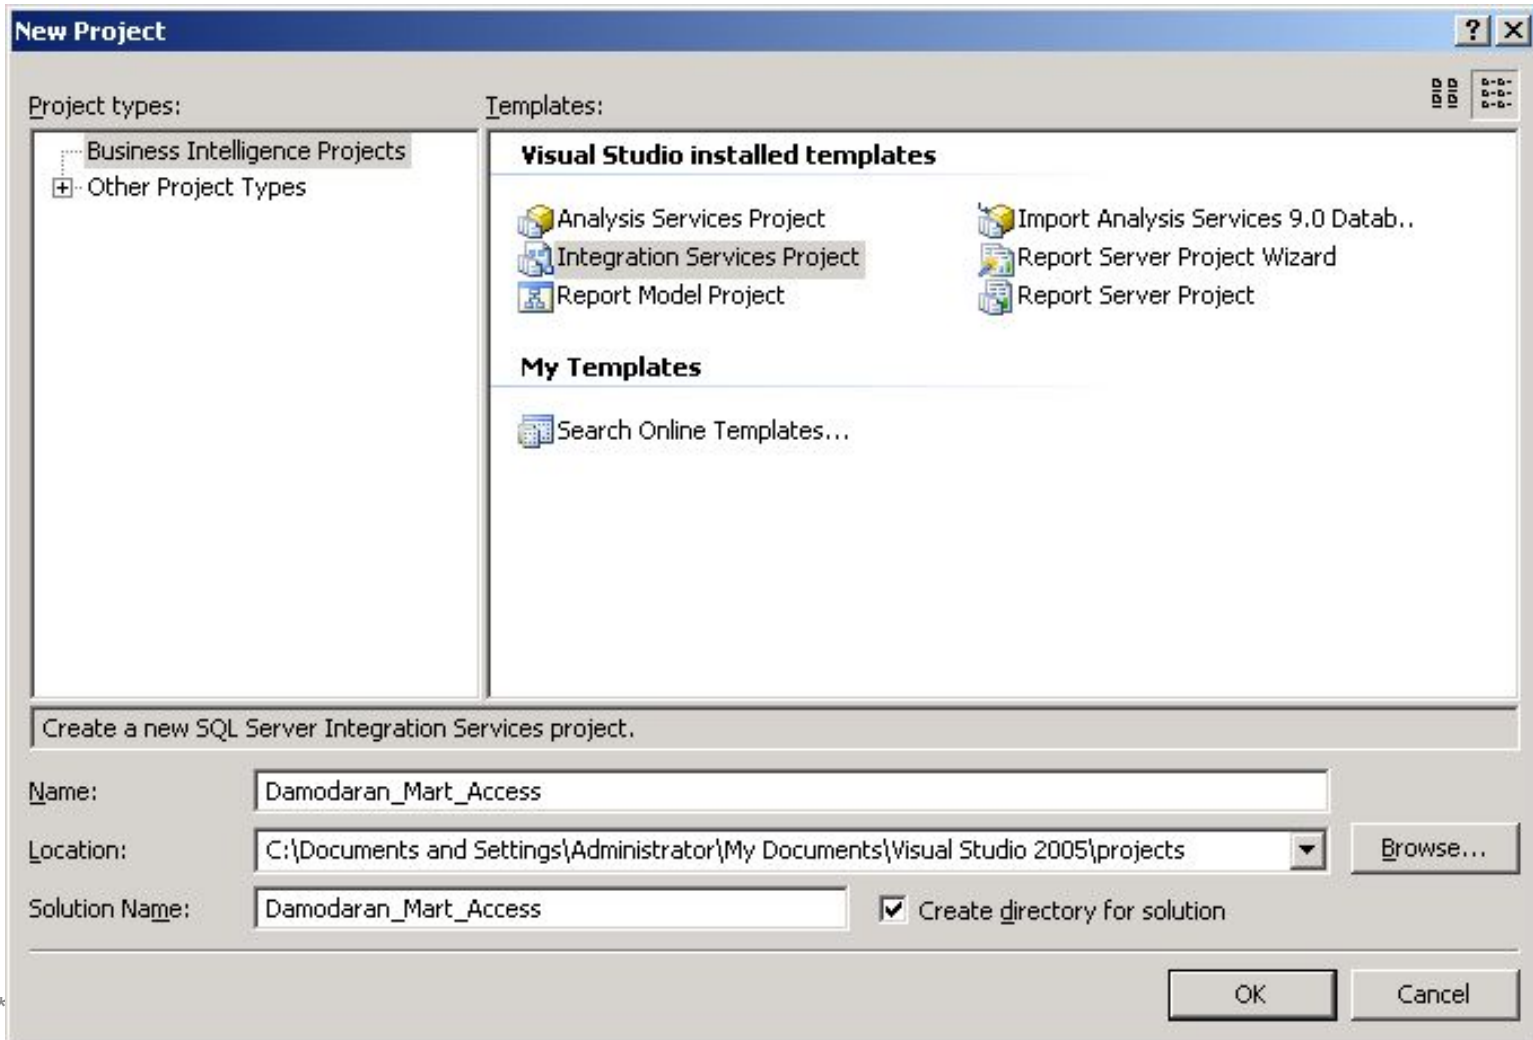 New Project
Project types:
Templates:
Business Intelligence Projects
Other Project Types
Visual Studio installed templates
Analysis Services Project
Import Analysis Services 9.0 Datab..
Integration Services Project
Report Server Project Wizard
Report Model Project
Report Server Project
My Templates
Search Online Templates...
Create a new SQL Server Integration Services project.
Name:
Damodaran_Mart_Access
Location:
C:\Documents and Settings\Administrator\My Documents\Visual Studio 2005\projects
Browse...
Solution Name:
Damodaran_Mart_Access
Create directory for solution
OK
Cancel